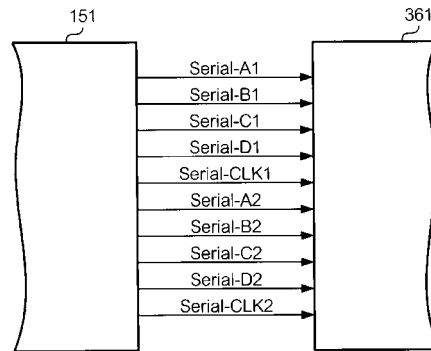 151
361
Serial-A1
Serial-B1
Serial-C1
Serial-D1
Serial-CLK1
Serial-A2
Serial-B2
Serial-C2
Serial-D2
Serial-CLK2